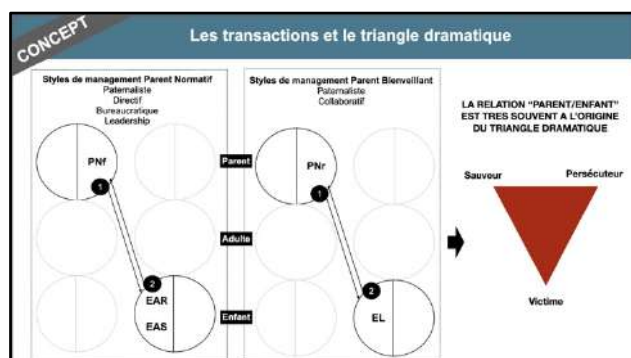 CONCEPT
Les transactions et le triangle dramatique
Styles de management Parent Normatif
Paternaliste
Directif
Bureaucratique
Leadership
PNf
1
2
EAR
EAS
Parent
Adulte
Enfant
Styles de management Parent Bienveillant
Paternaliste
Collaboratif
PNr
1
2
EL
LA RELATION "PARENT/ENFANT"
EST TRES SOUVENT A L'ORIGINE
DU TRIANGLE DRAMATIQUE
Sauveur
Persécuteur
Victime